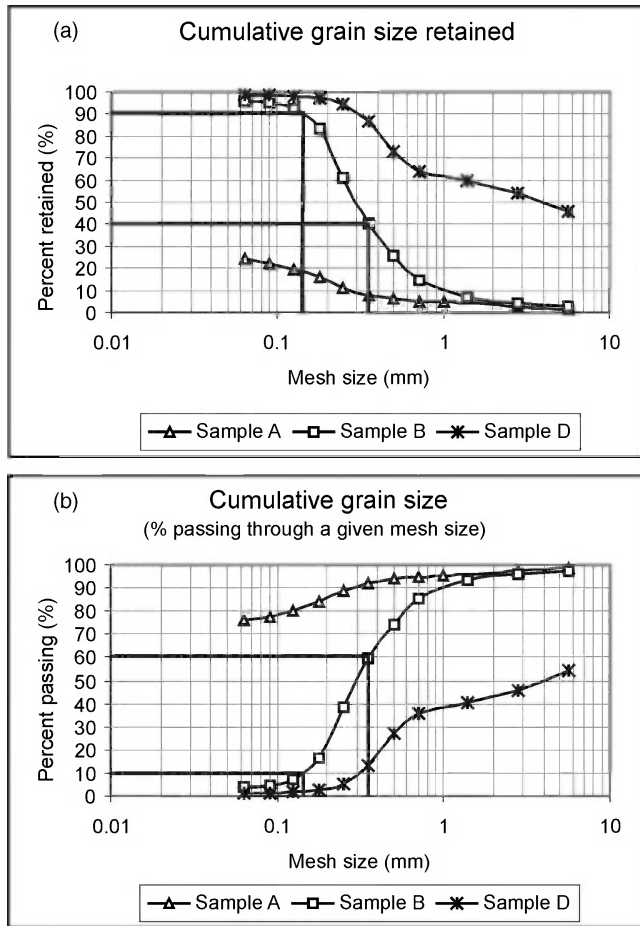 (a)
Cumulative grain size retained
Percent retained (%)
100
90
80
70
60
50
40
30
20
10
0
0.01
0.1
1
10
Mesh size (mm)
Sample A
Sample B
Sample D
(b)
Cumulative grain size
(% passing through a given mesh size)
Percent passing (%)
100
90
80
70
60
50
40
30
20
10
0
0.01
0.1
1
10
Mesh size (mm)
Sample A
Sample B
Sample D